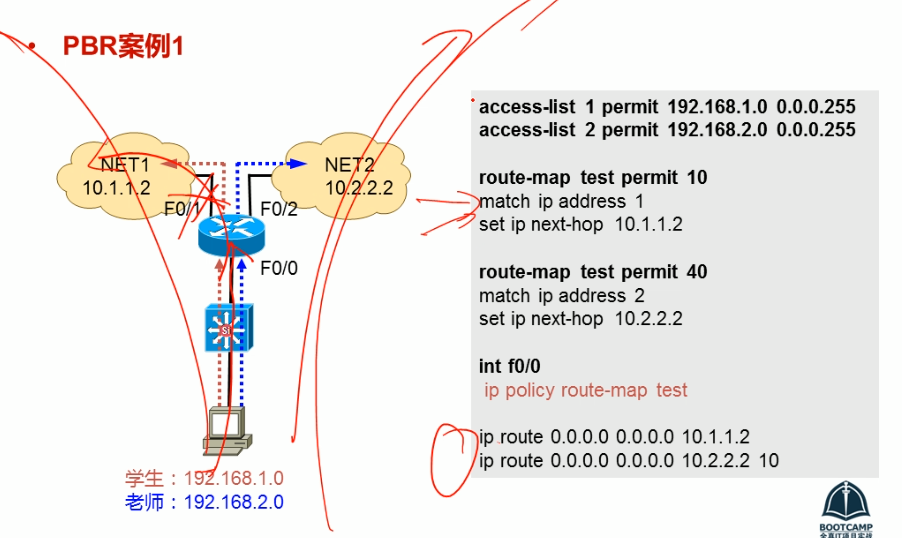 • PBR案例1
NET1
10.1.1.2
NET2
10.2.2.2
F0/1
F0/2
F0/0
SI
学生：192.168.1.0
老师：192.168.2.0
access-list 1 permit 192.168.1.0 0.0.0.255
access-list 2 permit 192.168.2.0 0.0.0.255
route-map test permit 10
match ip address 1
set ip next-hop 10.1.1.2
route-map test permit 40
match ip address 2
set ip next-hop 10.2.2.2
int f0/0
ip policy route-map test
ip route 0.0.0.0 0.0.0.0 10.1.1.2
ip route 0.0.0.0 0.0.0.0 10.2.2.2 10
BOOTCAMP